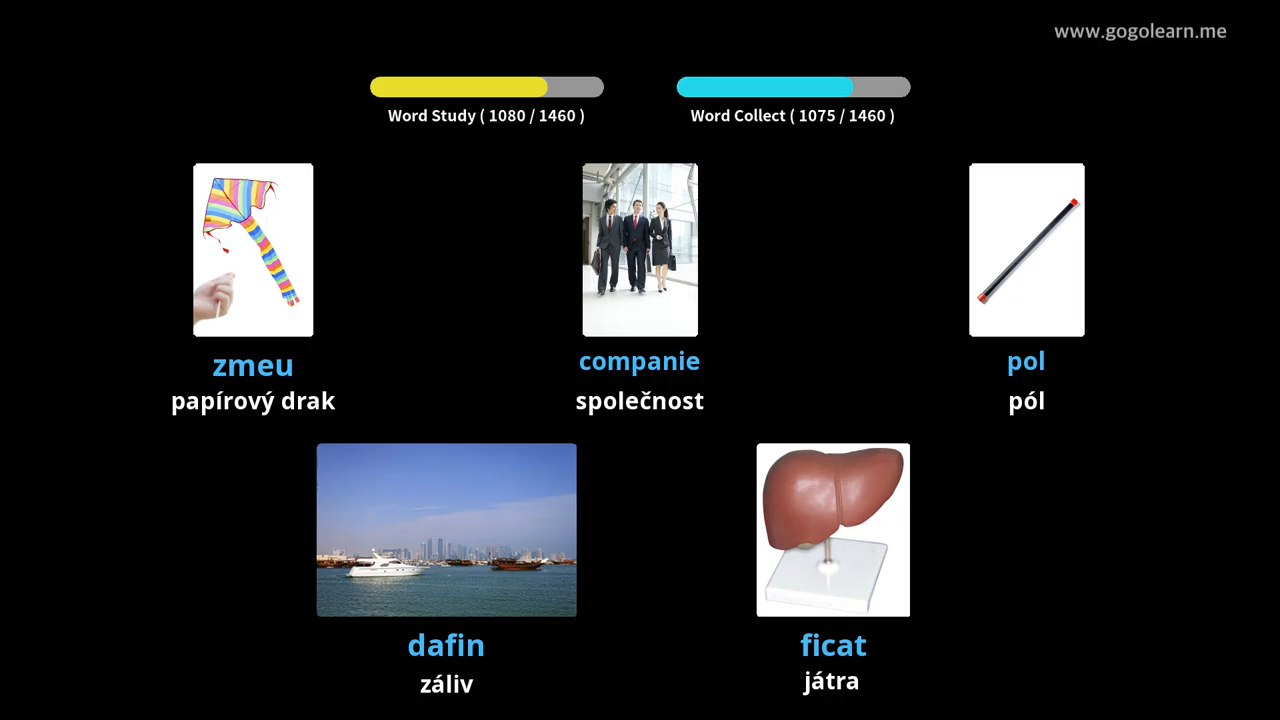 www.gogolearn.me
Word Study ( 1080 / 1460 )
Word Collect ( 1075 / 1460 )
zmeu
companie
pol
papírový drak
společnost
pól
dafin
ficat
záliv
játra